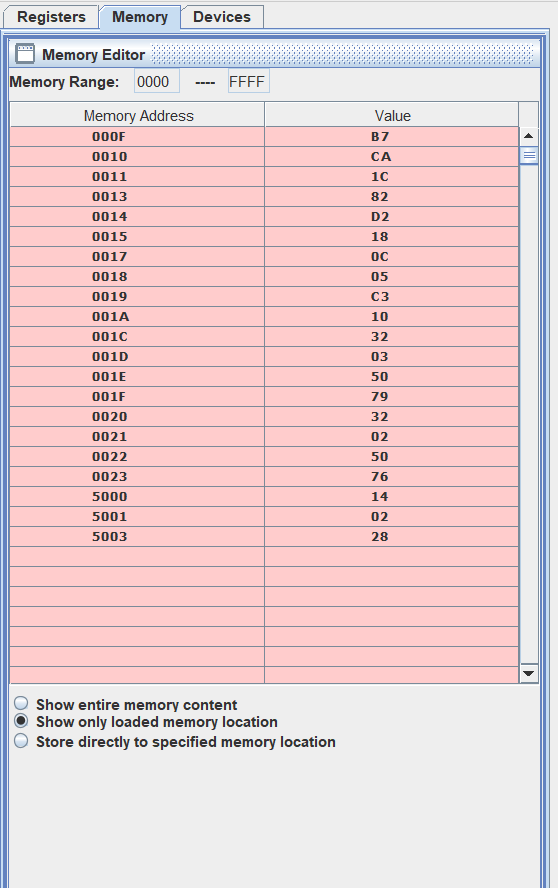 Registers Memory Devices
Memory Editor
Memory Range: 0000 ---- FFFF
Memory Address Value
000F B7
0010 CA
0011 1C
0013 82
0014 D2
0015 18
0017 0C
0018 05
0019 C3
001A 10
001C 32
001D 03
001E 50
001F 79
0020 32
0021 02
0022 50
0023 76
5000 14
5001 02
5003 28
Show entire memory content
Show only loaded memory location
Store directly to specified memory location